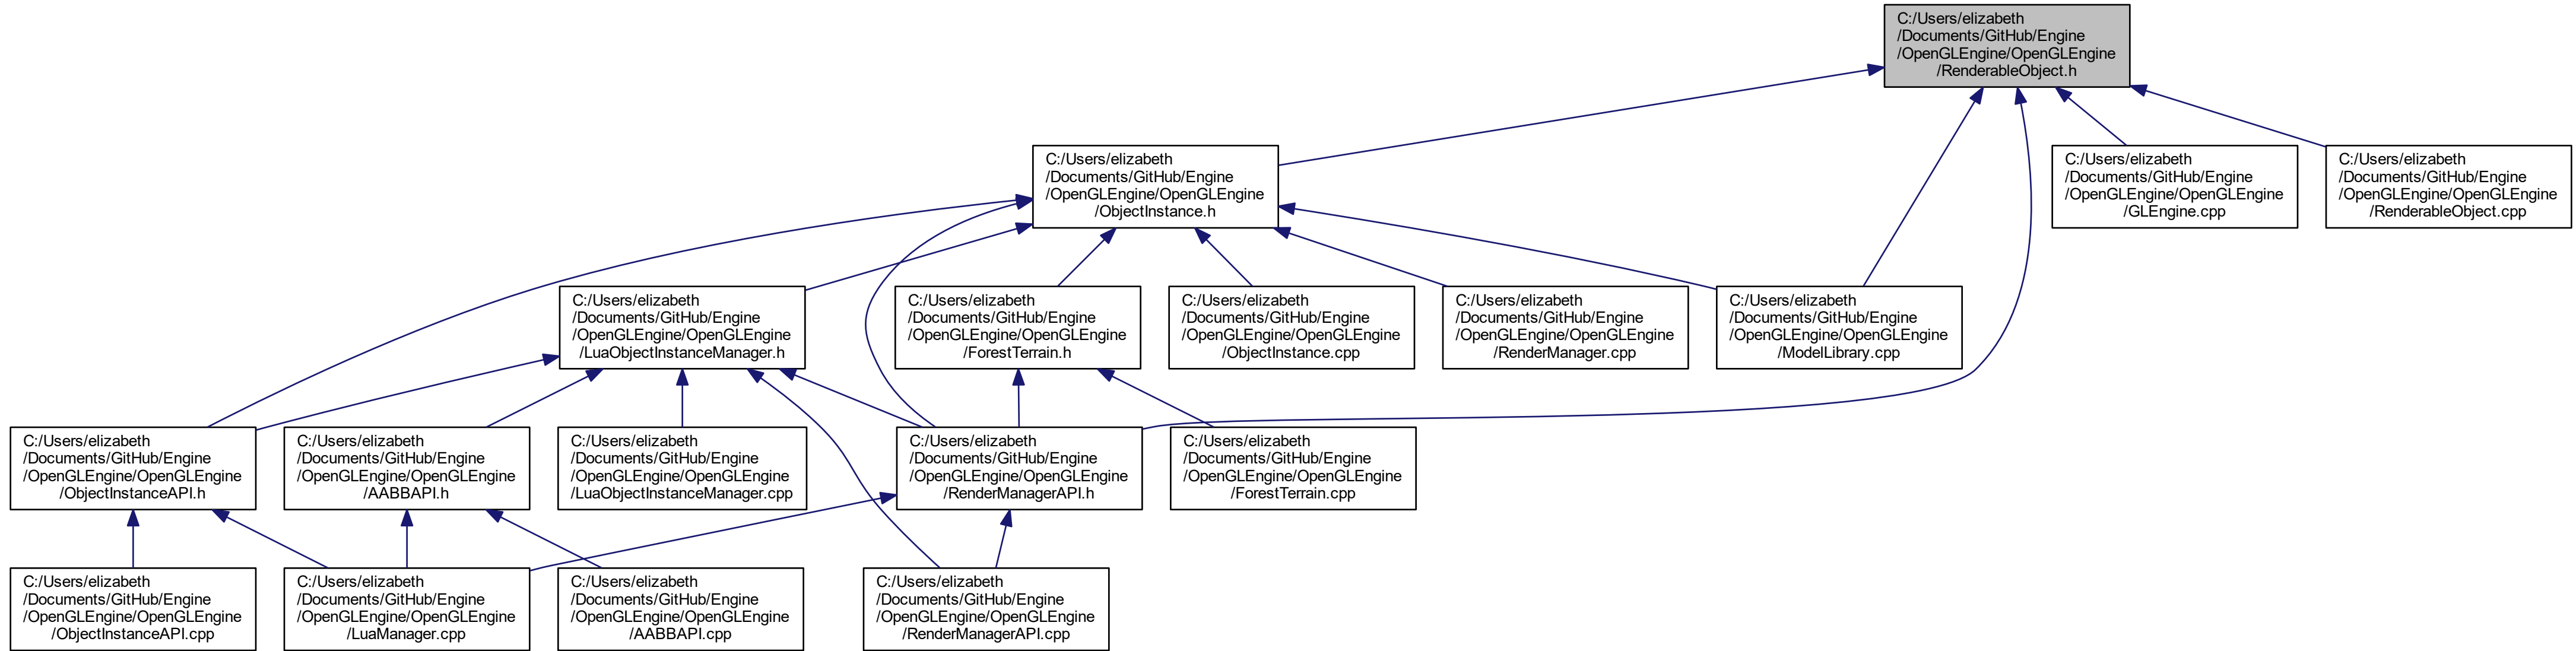 C:/Users/elizabeth
/Documents/GitHub/Engine
/OpenGLEngine/OpenGLEngine
/RenderableObject.h
C:/Users/elizabeth
/Documents/GitHub/Engine
/OpenGLEngine/OpenGLEngine
/ObjectInstance.h
C:/Users/elizabeth
/Documents/GitHub/Engine
/OpenGLEngine/OpenGLEngine
/GLEngine.cpp
C:/Users/elizabeth
/Documents/GitHub/Engine
/OpenGLEngine/OpenGLEngine
/RenderableObject.cpp
C:/Users/elizabeth
/Documents/GitHub/Engine
/OpenGLEngine/OpenGLEngine
/LuaObjectInstanceManager.h
C:/Users/elizabeth
/Documents/GitHub/Engine
/OpenGLEngine/OpenGLEngine
/ForestTerrain.h
C:/Users/elizabeth
/Documents/GitHub/Engine
/OpenGLEngine/OpenGLEngine
/ObjectInstance.cpp
C:/Users/elizabeth
/Documents/GitHub/Engine
/OpenGLEngine/OpenGLEngine
/RenderManager.cpp
C:/Users/elizabeth
/Documents/GitHub/Engine
/OpenGLEngine/OpenGLEngine
/ModelLibrary.cpp
C:/Users/elizabeth
/Documents/GitHub/Engine
/OpenGLEngine/OpenGLEngine
/ObjectInstanceAPI.h
C:/Users/elizabeth
/Documents/GitHub/Engine
/OpenGLEngine/OpenGLEngine
/AABBAPI.h
C:/Users/elizabeth
/Documents/GitHub/Engine
/OpenGLEngine/OpenGLEngine
/LuaObjectInstanceManager.cpp
C:/Users/elizabeth
/Documents/GitHub/Engine
/OpenGLEngine/OpenGLEngine
/RenderManagerAPI.h
C:/Users/elizabeth
/Documents/GitHub/Engine
/OpenGLEngine/OpenGLEngine
/ForestTerrain.cpp
C:/Users/elizabeth
/Documents/GitHub/Engine
/OpenGLEngine/OpenGLEngine
/ObjectInstanceAPI.cpp
C:/Users/elizabeth
/Documents/GitHub/Engine
/OpenGLEngine/OpenGLEngine
/LuaManager.cpp
C:/Users/elizabeth
/Documents/GitHub/Engine
/OpenGLEngine/OpenGLEngine
/AABBAPI.cpp
C:/Users/elizabeth
/Documents/GitHub/Engine
/OpenGLEngine/OpenGLEngine
/RenderManagerAPI.cpp